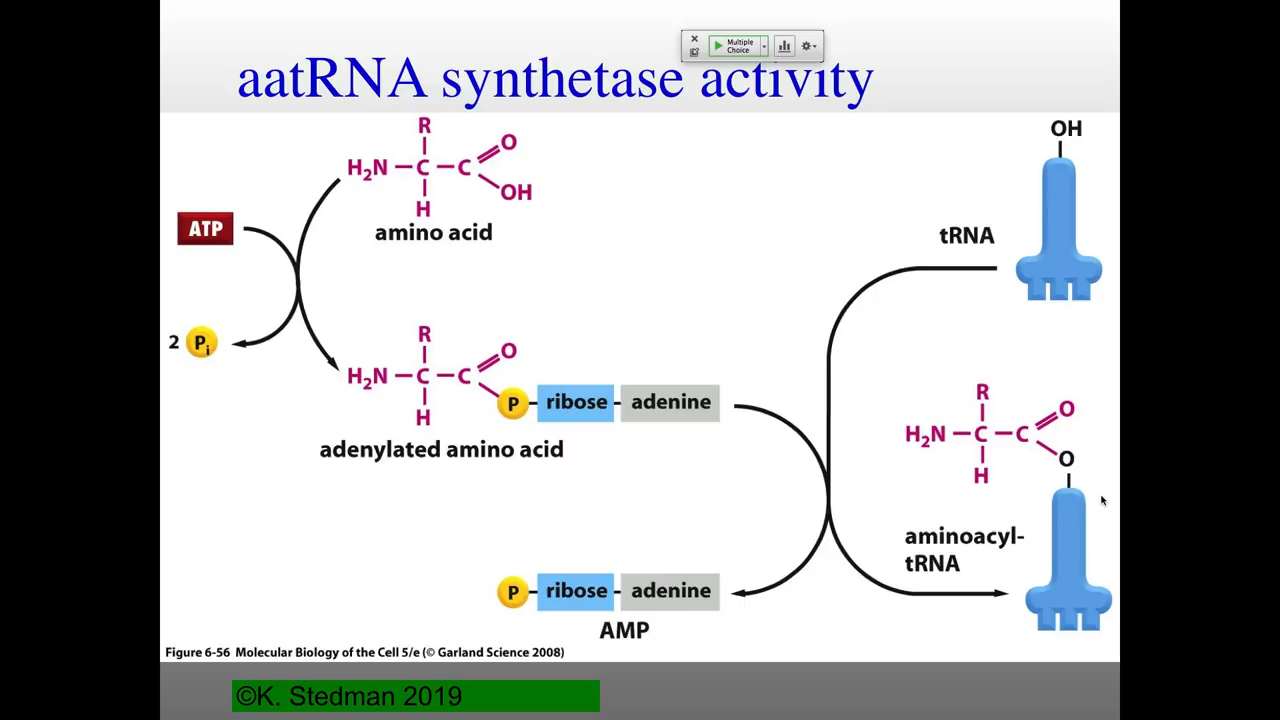 Multiple
Choice
aatRNA synthetase activity
R
H₂N — C — C
O
OH
H
amino acid
ATP
2 Pᵢ
OH
tRNA
R
H₂N — C — C
O
H
P ribose adenine
adenylated amino acid
R
H₂N — C — C
O
O
H
aminoacyl-
tRNA
P ribose adenine
AMP
Figure 6-56 Molecular Biology of the Cell 5/e (© Garland Science 2008)
©K. Stedman 2019